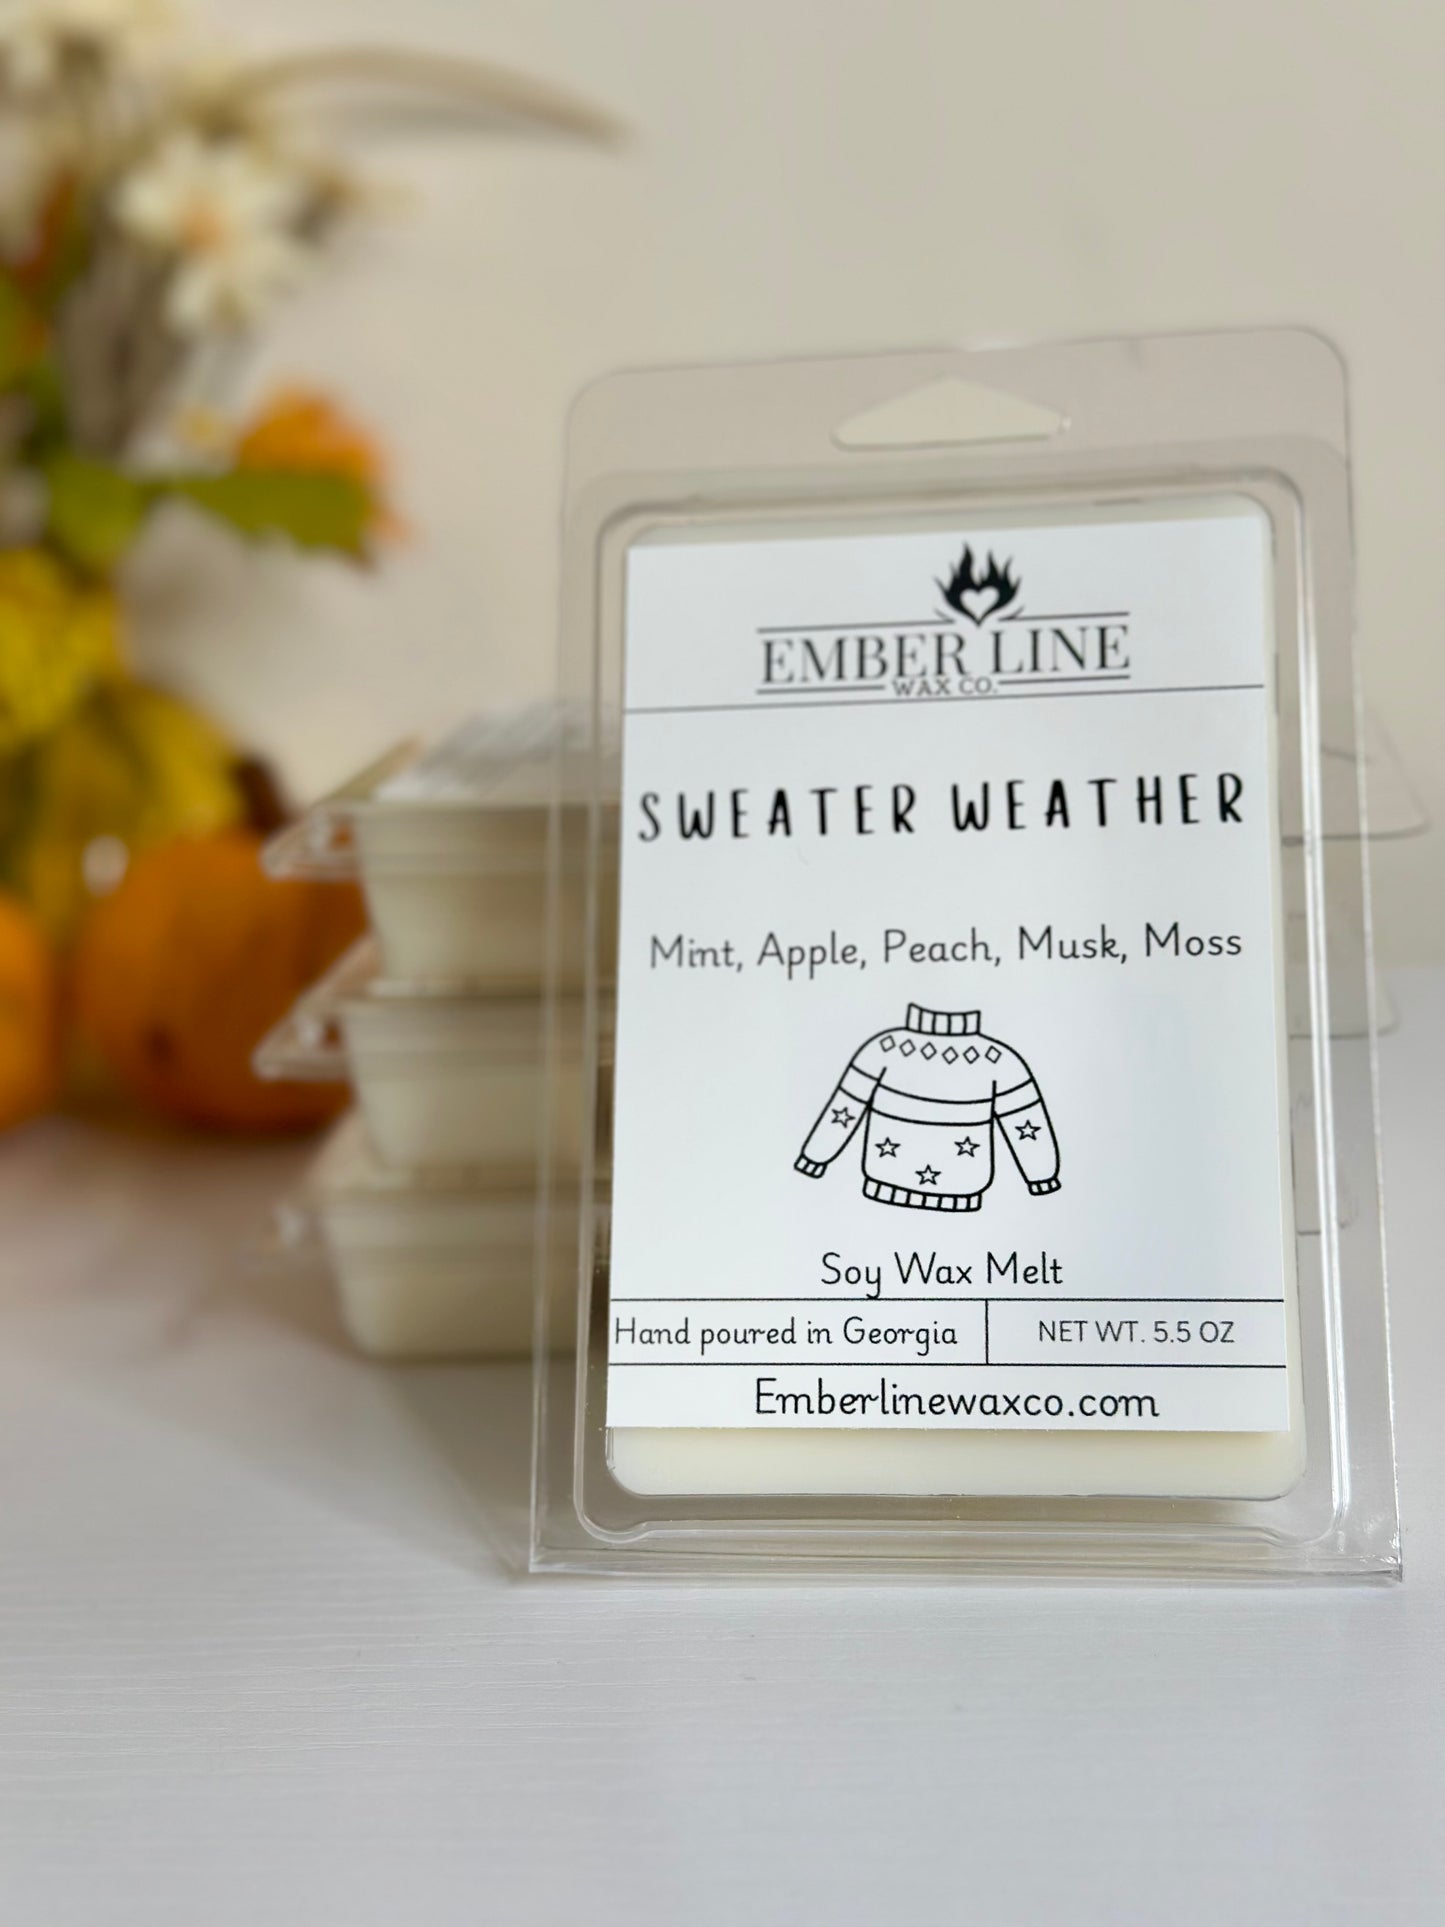 EMBER LINE
WAX CO.
SWEATER WEATHER
Mint, Apple, Peach, Musk, Moss
Soy Wax Melt
Hand poured in Georgia
NET WT. 5.5 OZ
Emberlinewaxco.com